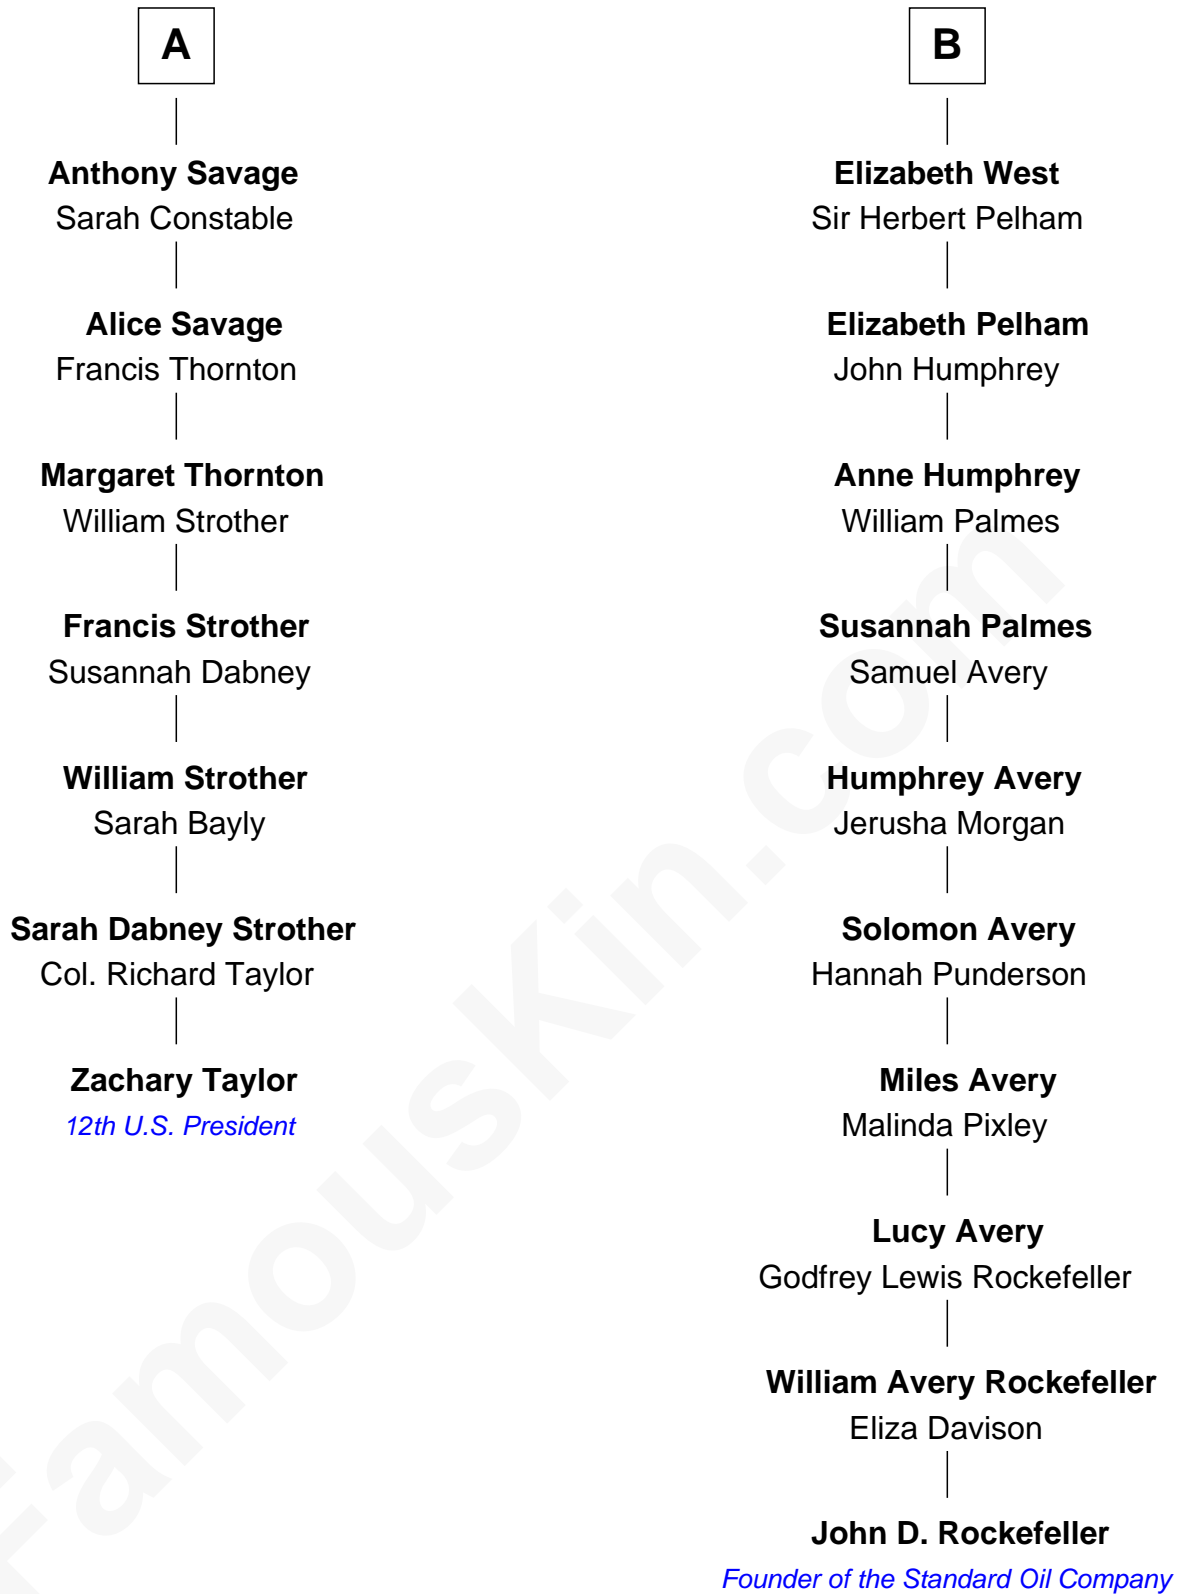 A
Anthony Savage
Sarah Constable
Alice Savage
Francis Thornton
Margaret Thornton
William Strother
Francis Strother
Susannah Dabney
William Strother
Sarah Bayly
Sarah Dabney Strother
Col. Richard Taylor
Zachary Taylor
12th U.S. President
B
Elizabeth West
Sir Herbert Pelham
Elizabeth Pelham
John Humphrey
Anne Humphrey
William Palmes
Susannah Palmes
Samuel Avery
Humphrey Avery
Jerusha Morgan
Solomon Avery
Hannah Punderson
Miles Avery
Malinda Pixley
Lucy Avery
Godfrey Lewis Rockefeller
William Avery Rockefeller
Eliza Davison
John D. Rockefeller
Founder of the Standard Oil Company
FamousKin.com